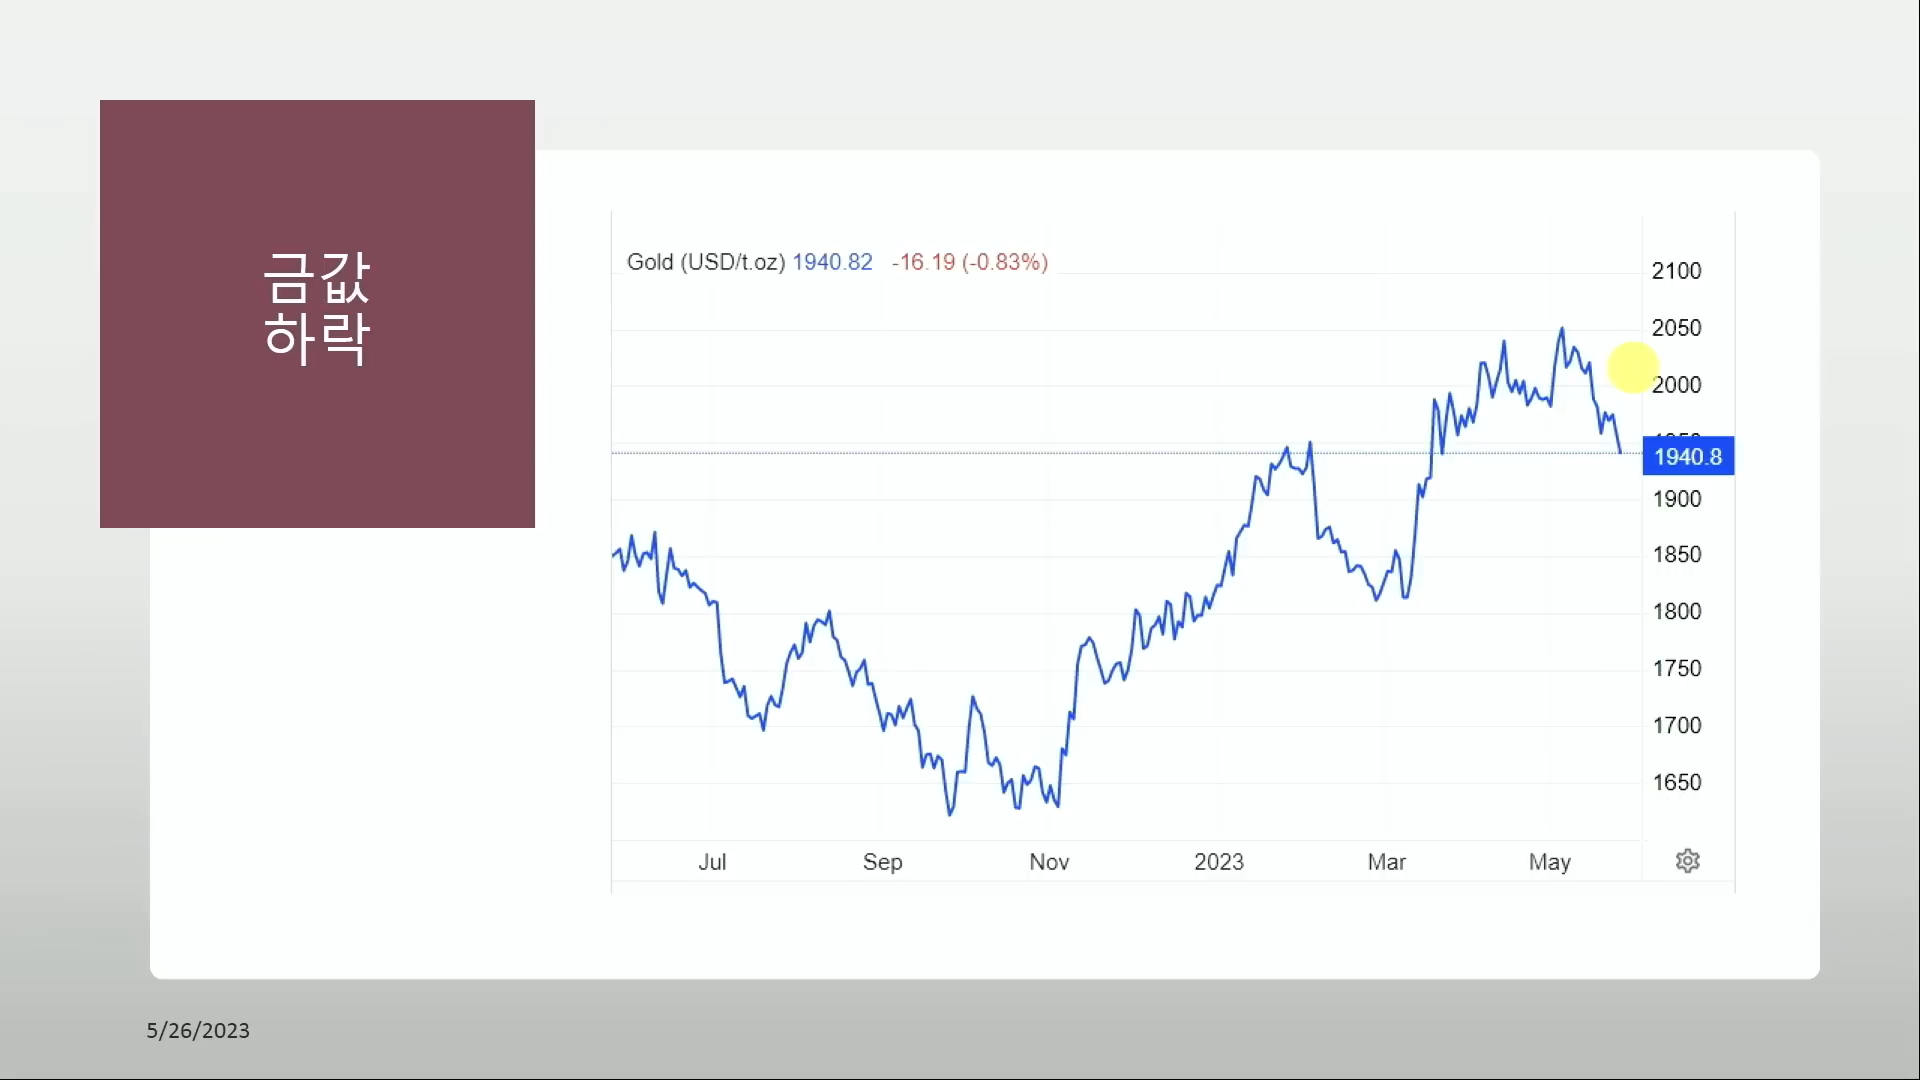 금값
하락
Gold (USD/t.oz) 1940.82 -16.19 (-0.83%)
2100
2050
2000
1940.8
1900
1850
1800
1750
1700
1650
Jul Sep Nov 2023 Mar May
5/26/2023